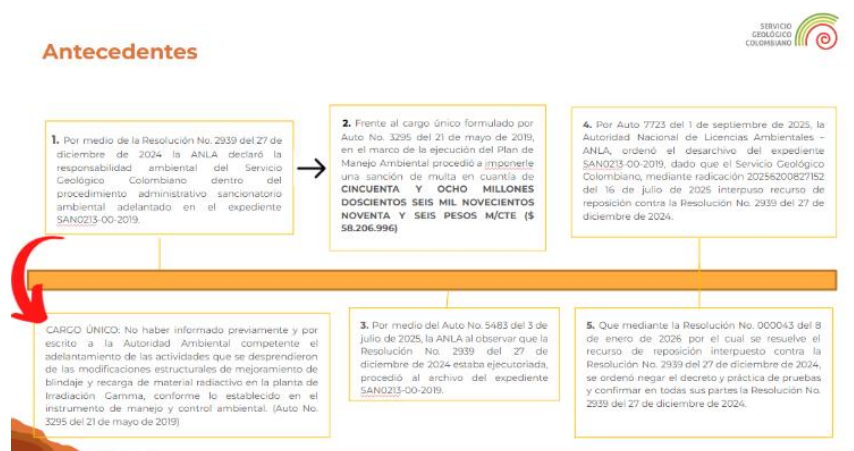 SERVICIO
GEOLÓGICO
COLOMBIANO
Antecedentes
1. Por medio de la Resolución No. 2939 del 27 de
diciembre de 2024 la ANLA declaró la
responsabilidad ambiental del Servicio
Geológico Colombiano dentro del
procedimiento administrativo sancionatorio
ambiental adelantado en el expediente
SAN0213-00-2019.
2. Frente al cargo único formulado por
Auto No. 3295 del 21 de mayo de 2019,
en el marco de la ejecución del Plan de
Manejo Ambiental procedió a imponerle
una sanción de multa en cuantía de
CINCUENTA Y OCHO MILLONES
DOSCIENTOS SEIS MIL NOVECIENTOS
NOVENTA Y SEIS PESOS M/CTE ($
58.206.996)
4. Por Auto 7723 del 1 de septiembre de 2025, la
Autoridad Nacional de Licencias Ambientales –
ANLA, ordenó el desarchivo del expediente
SAN0213-00-2019, dado que el Servicio Geológico
Colombiano, mediante radicación 20256200827152
del 16 de julio de 2025 interpuso recurso de
reposición contra la Resolución No. 2939 del 27 de
diciembre de 2024.
CARGO ÚNICO: No haber informado previamente y por
escrito a la Autoridad Ambiental competente el
adelantamiento de las actividades que se desprendieron
de las modificaciones estructurales de mejoramiento de
blindaje y recarga de material radiactivo en la planta de
Irradiación Gamma, conforme lo establecido en el
instrumento de manejo y control ambiental. (Auto No.
3295 del 21 de mayo de 2019)
3. Por medio del Auto No. 5483 del 3 de
julio de 2025, la ANLA al observar que la
Resolución No. 2939 del 27 de
diciembre de 2024 estaba ejecutoriada,
procedió al archivo del expediente
SAN0213-00-2019.
5. Que mediante la Resolución No. 000043 del 8
de enero de 2026 por el cual se resuelve el
recurso de reposición interpuesto contra la
Resolución No. 2939 del 27 de diciembre de 2024,
se ordenó negar el decreto y práctica de pruebas
y confirmar en todas sus partes la Resolución No.
2939 del 27 de diciembre de 2024.